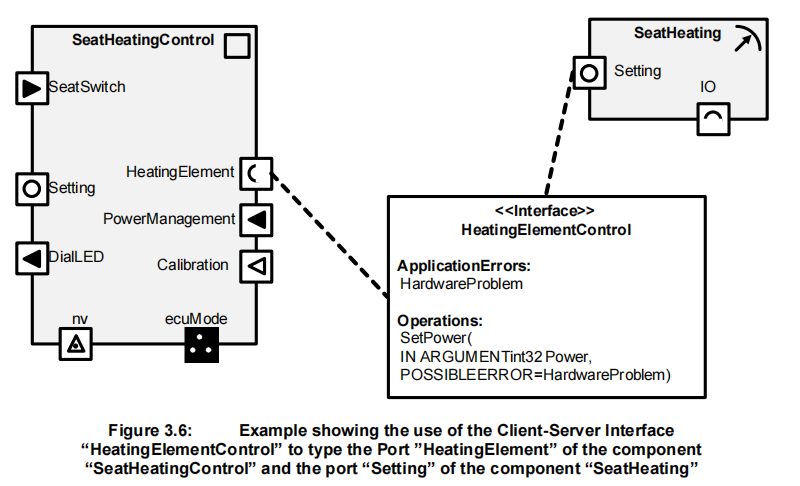 SeatHeatingControl
SeatSwitch
Setting
DialLED
HeatingElement
PowerManagement
Calibration
nv
ecuMode
SeatHeating
Setting
IO
<<Interface>>
HeatingElementControl
ApplicationErrors:
HardwareProblem
Operations:
SetPower(
IN ARGUMENTint32 Power,
POSSIBLEERROR=HardwareProblem)
Figure 3.6: Example showing the use of the Client-Server Interface
“HeatingElementControl” to type the Port ”HeatingElement” of the component
“SeatHeatingControl” and the port “Setting” of the component “SeatHeating”